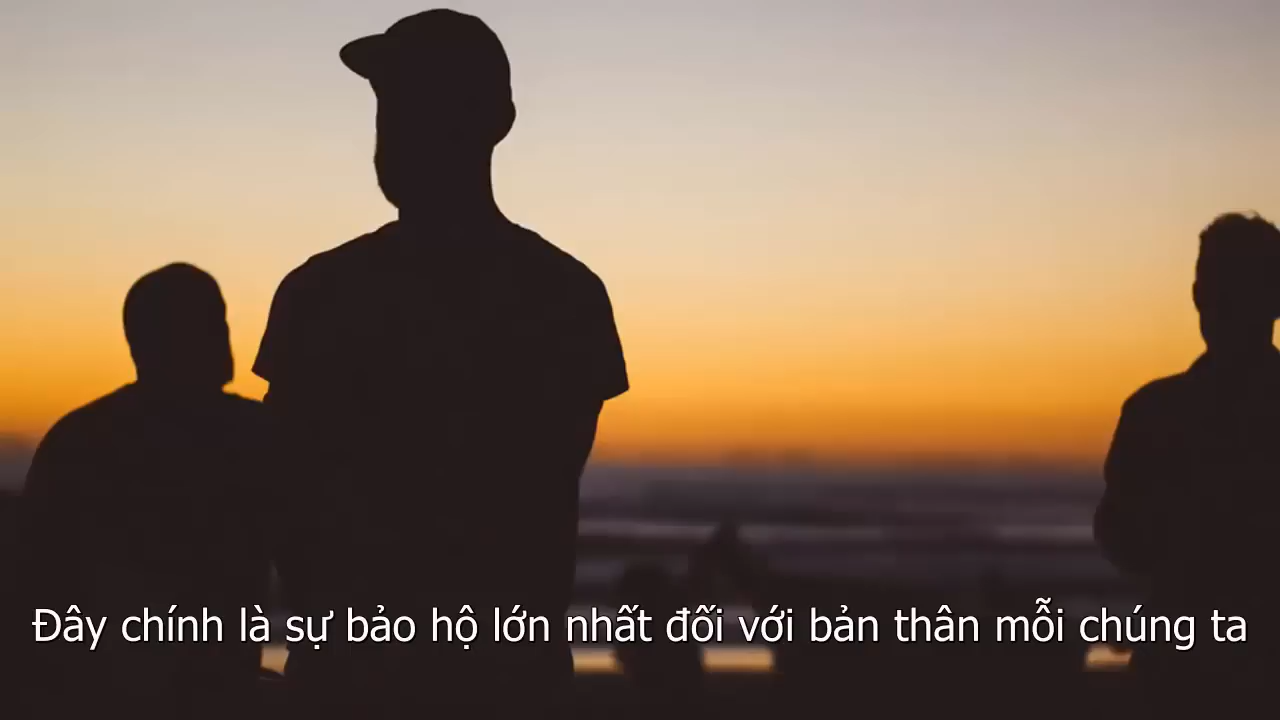 Đây chính là sự bảo hộ lớn nhất đối với bản thân mỗi chúng ta